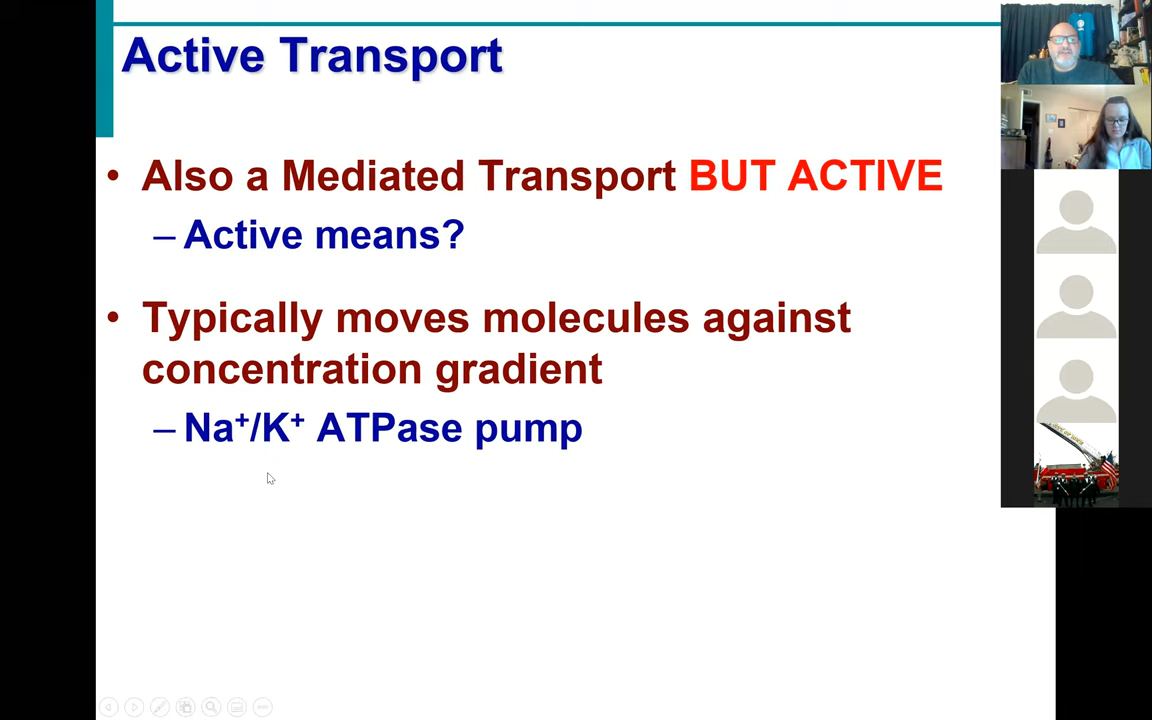 Active Transport
• Also a Mediated Transport BUT ACTIVE
– Active means?
• Typically moves molecules against
concentration gradient
– Na⁺/K⁺ ATPase pump